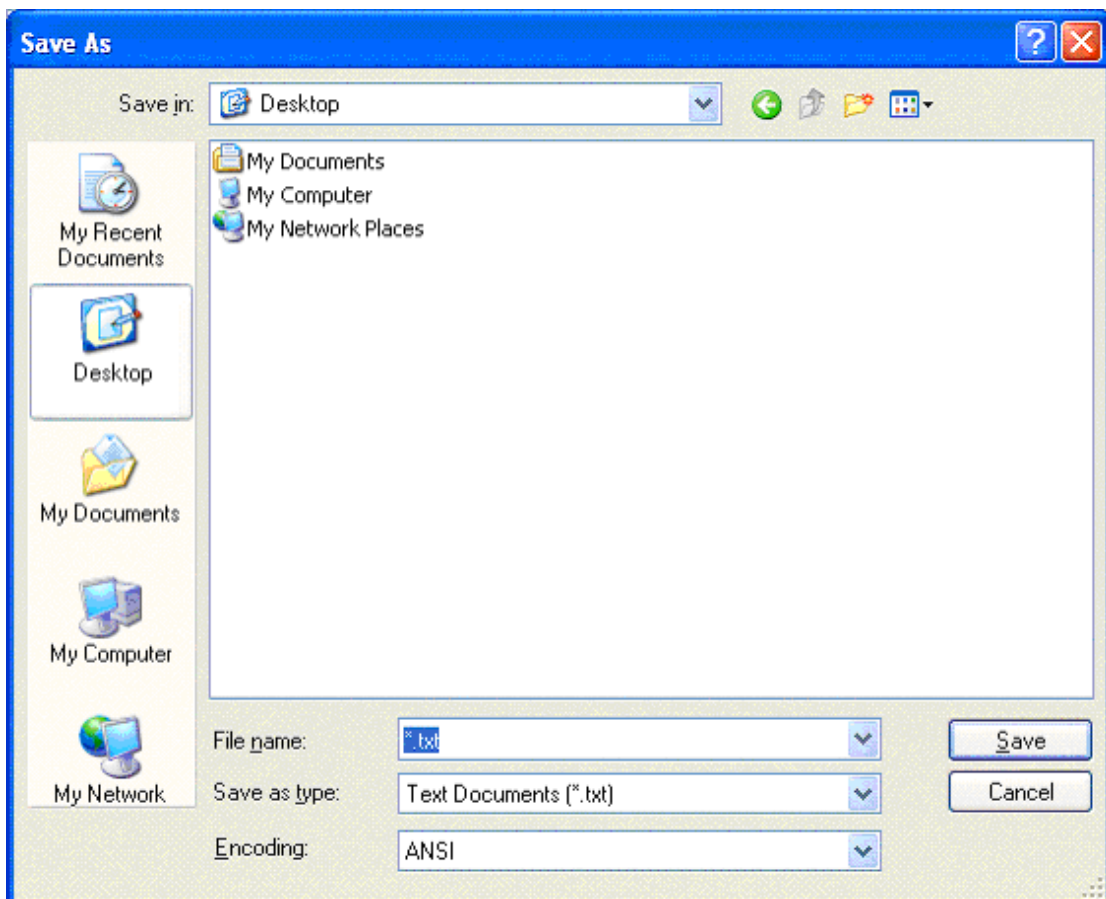 Save As
Save in:
Desktop
My Recent
Documents
Desktop
My Documents
My Computer
My Network
My Documents
My Computer
My Network Places
File name:
*.txt
Save
Save as type:
Text Documents (*.txt)
Cancel
Encoding:
ANSI